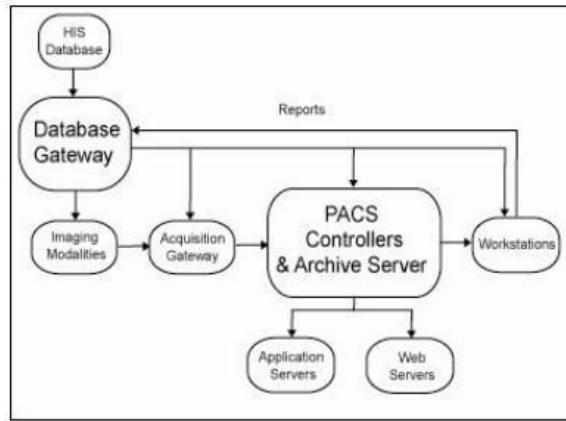 HIS
Database
Database
Gateway
Reports
Imaging
Modalities
Acquisition
Gateway
PACS
Controllers
& Archive Server
Workstations
Application
Servers
Web
Servers